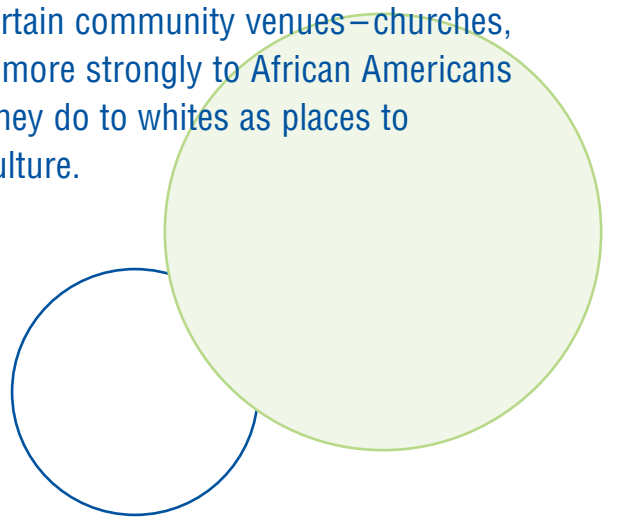 rtain community venues–churches,
more strongly to African Americans
hey do to whites as places to
ulture.